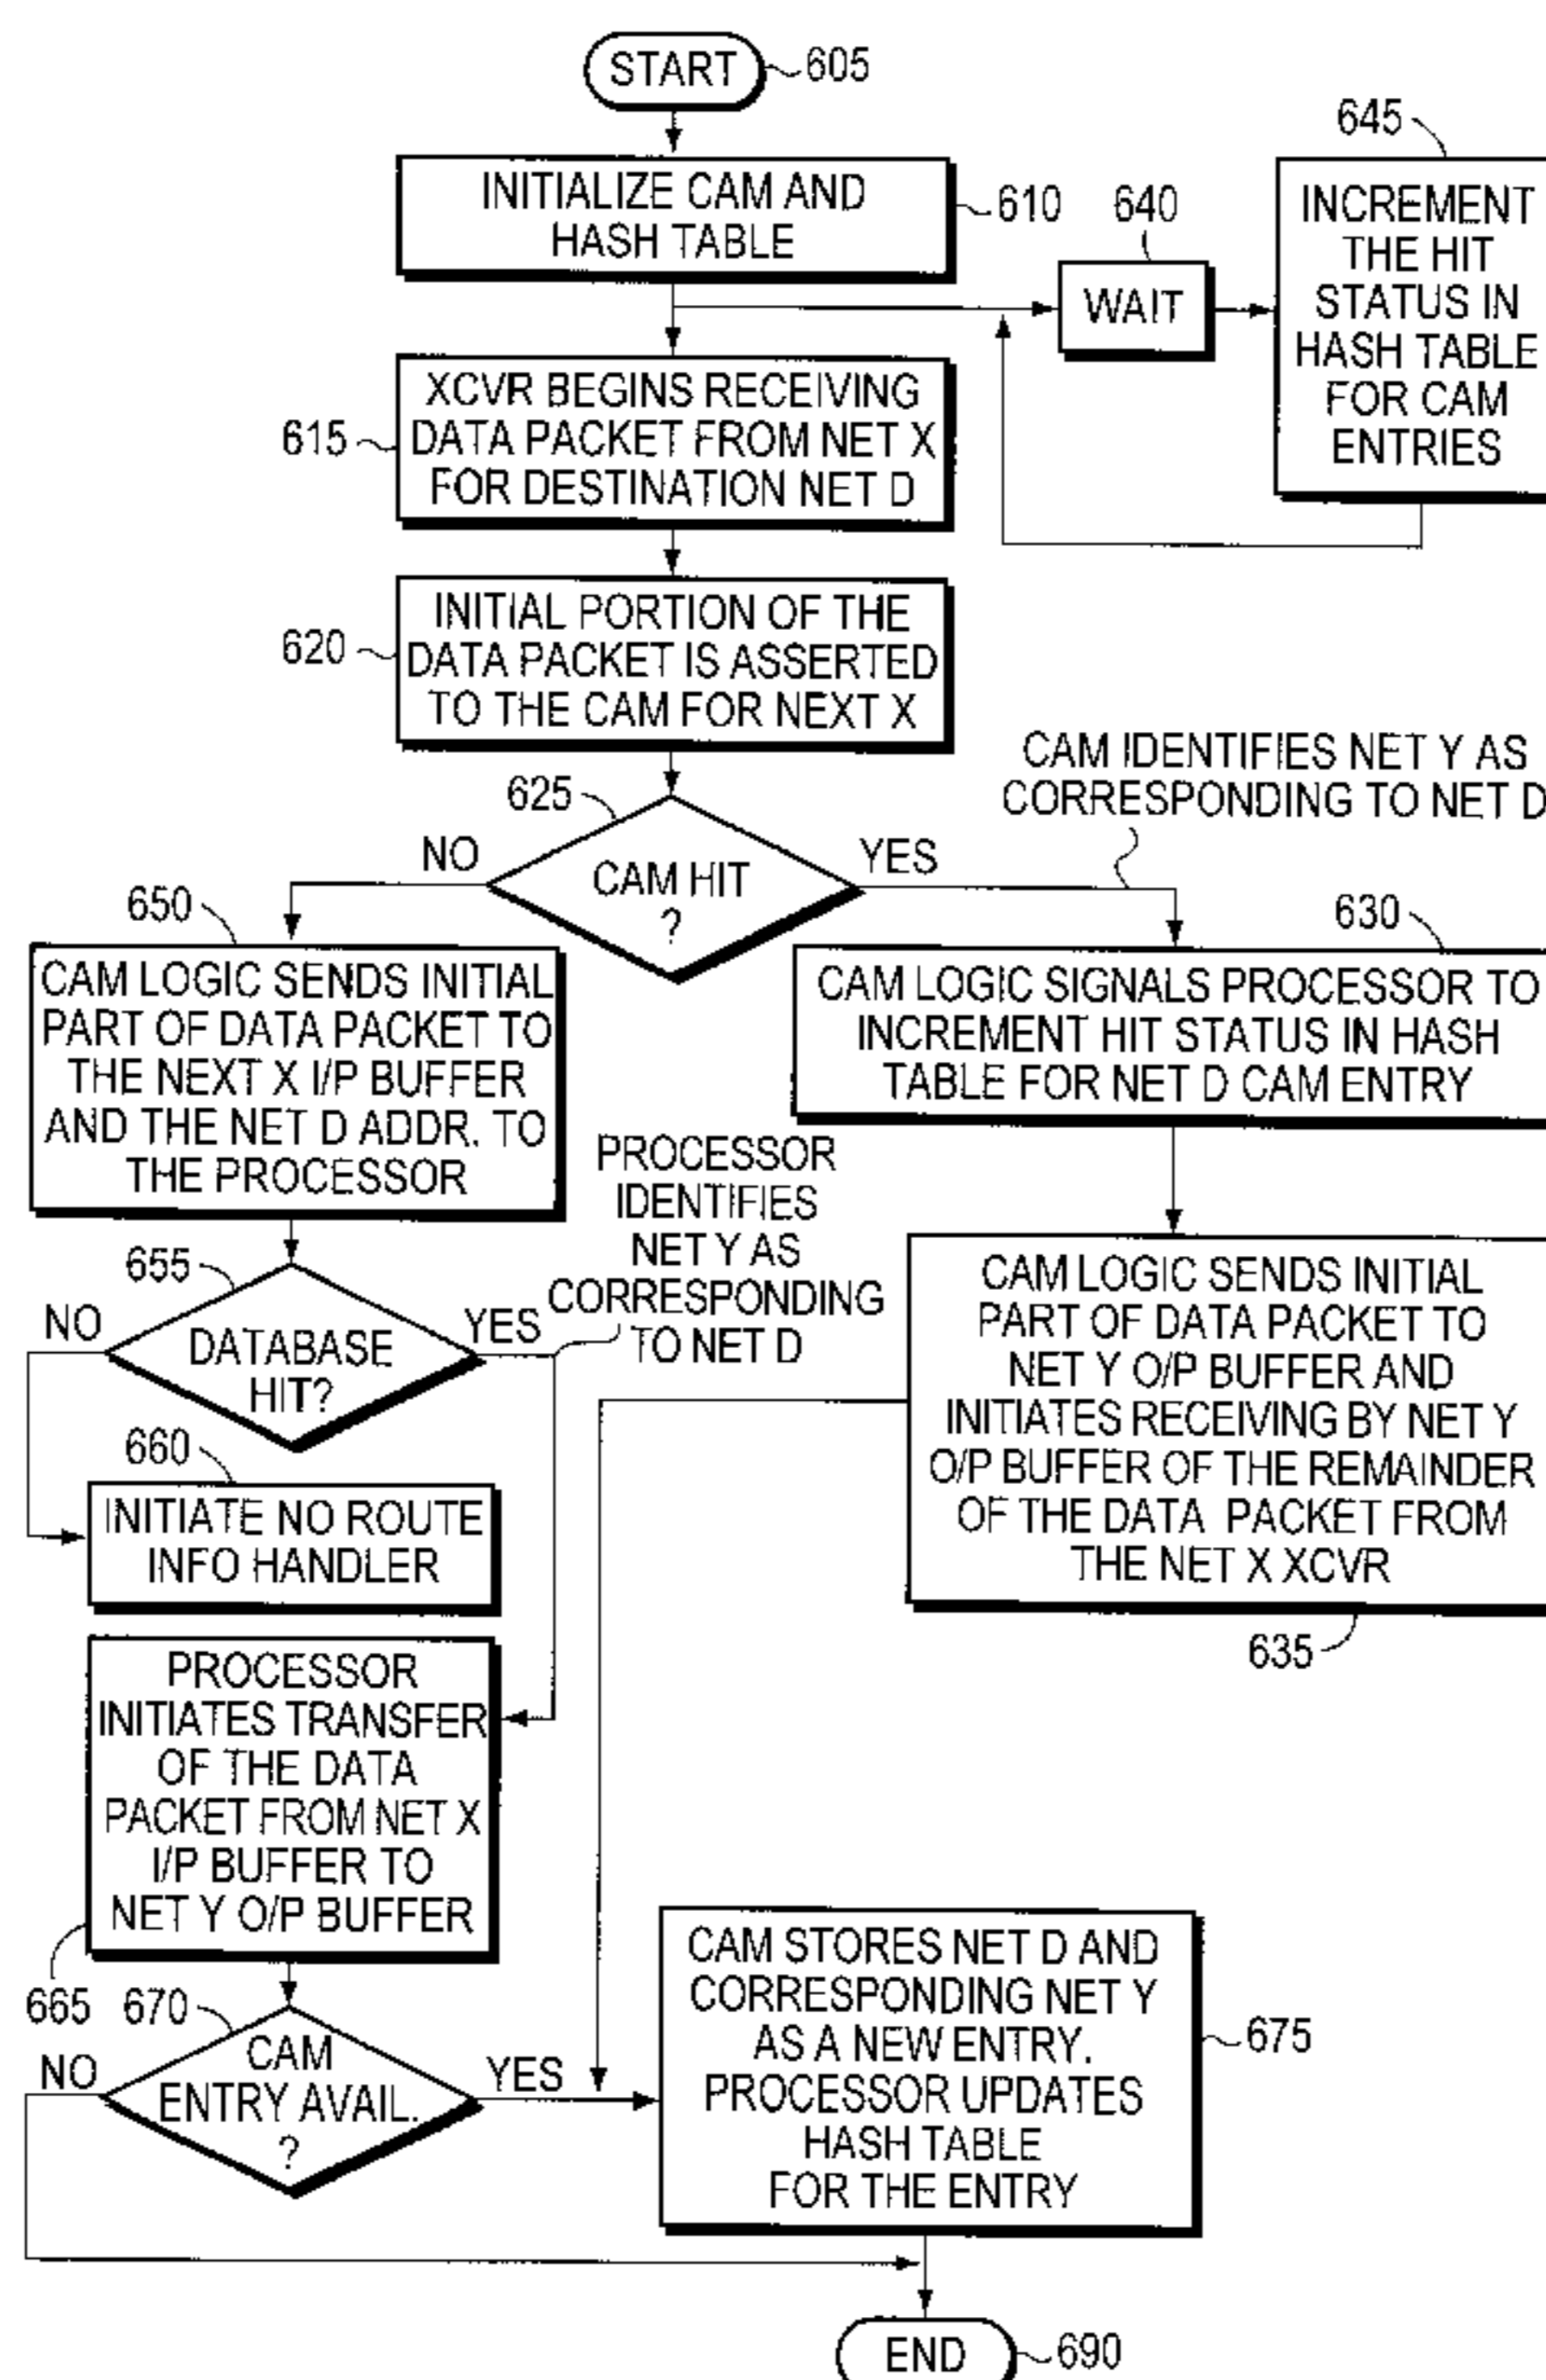 START
605
INITIALIZE CAM AND
HASH TABLE
610
640
WAIT
645
INCREMENT
THE HIT
STATUS IN
HASH TABLE
FOR CAM
ENTRIES
615
XCVR BEGINS RECEIVING
DATA PACKET FROM NET X
FOR DESTINATION NET D
620
INITIAL PORTION OF THE
DATA PACKET IS ASSERTED
TO THE CAM FOR NEXT X
625
CAM HIT
?
NO
YES
CAM IDENTIFIES NET Y AS
CORRESPONDING TO NET D
650
CAM LOGIC SENDS INITIAL
PART OF DATA PACKET TO
THE NEXT X I/P BUFFER
AND THE NET D ADDR. TO
THE PROCESSOR
630
CAM LOGIC SIGNALS PROCESSOR TO
INCREMENT HIT STATUS IN HASH
TABLE FOR NET D CAM ENTRY
655
DATABASE
HIT?
NO
YES
PROCESSOR
IDENTIFIES
NET Y AS
CORRESPONDING
TO NET D
CAM LOGIC SENDS INITIAL
PART OF DATA PACKET TO
NET Y O/P BUFFER AND
INITIATES RECEIVING BY NET Y
O/P BUFFER OF THE REMAINDER
OF THE DATA PACKET FROM
THE NET X XCVR
635
660
INITIATE NO ROUTE
INFO HANDLER
PROCESSOR
INITIATES TRANSFER
OF THE DATA
PACKET FROM NET X
I/P BUFFER TO
NET Y O/P BUFFER
665
670
CAM
ENTRY AVAIL.
?
NO
YES
CAM STORES NET D AND
CORRESPONDING NET Y
AS A NEW ENTRY.
PROCESSOR UPDATES
HASH TABLE
FOR THE ENTRY
675
END
690